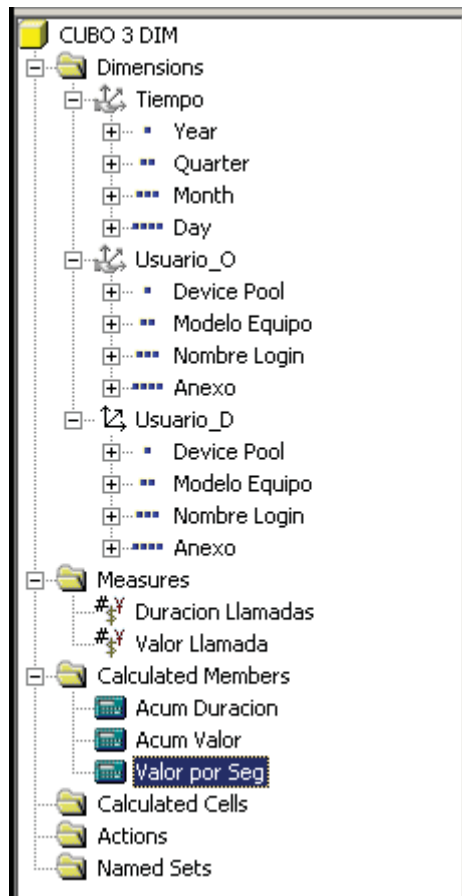 CUBO 3 DIM
Dimensions
Tiempo
Year
Quarter
Month
Day
Usuario_O
Device Pool
Modelo Equipo
Nombre Login
Anexo
Usuario_D
Device Pool
Modelo Equipo
Nombre Login
Anexo
Measures
Duracion Llamadas
Valor Llamada
Calculated Members
Acum Duracion
Acum Valor
Valor por Seg
Calculated Cells
Actions
Named Sets